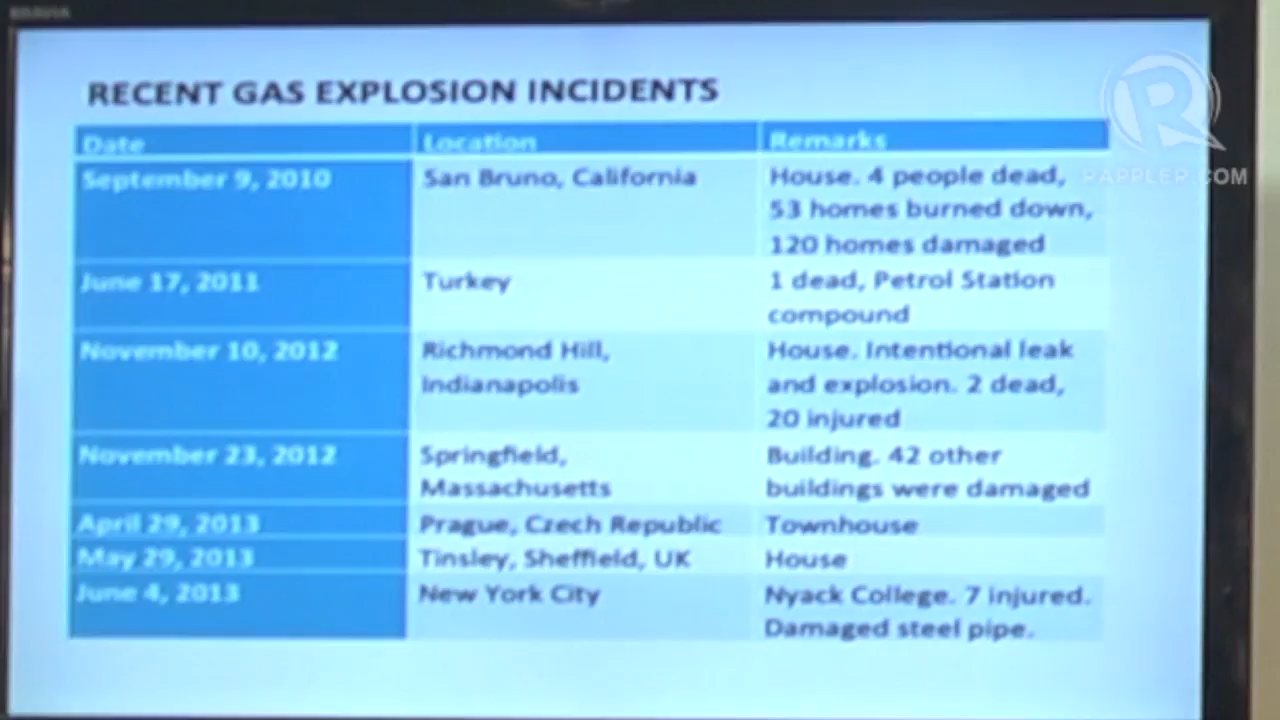 BRAVIA
RAPPLER.COM
RECENT GAS EXPLOSION INCIDENTS
Date Location Remarks
September 9, 2010 San Bruno, California House. 4 people dead,
53 homes burned down,
120 homes damaged
June 17, 2011 Turkey 1 dead, Petrol Station
compound
November 10, 2012 Richmond Hill, House. Intentional leak
Indianapolis and explosion. 2 dead,
20 injured
November 23, 2012 Springfield, Building. 42 other
Massachusetts buildings were damaged
April 29, 2013 Prague, Czech Republic Townhouse
May 29, 2013 Tinsley, Sheffield, UK House
June 4, 2013 New York City Nyack College. 7 injured.
Damaged steel pipe.